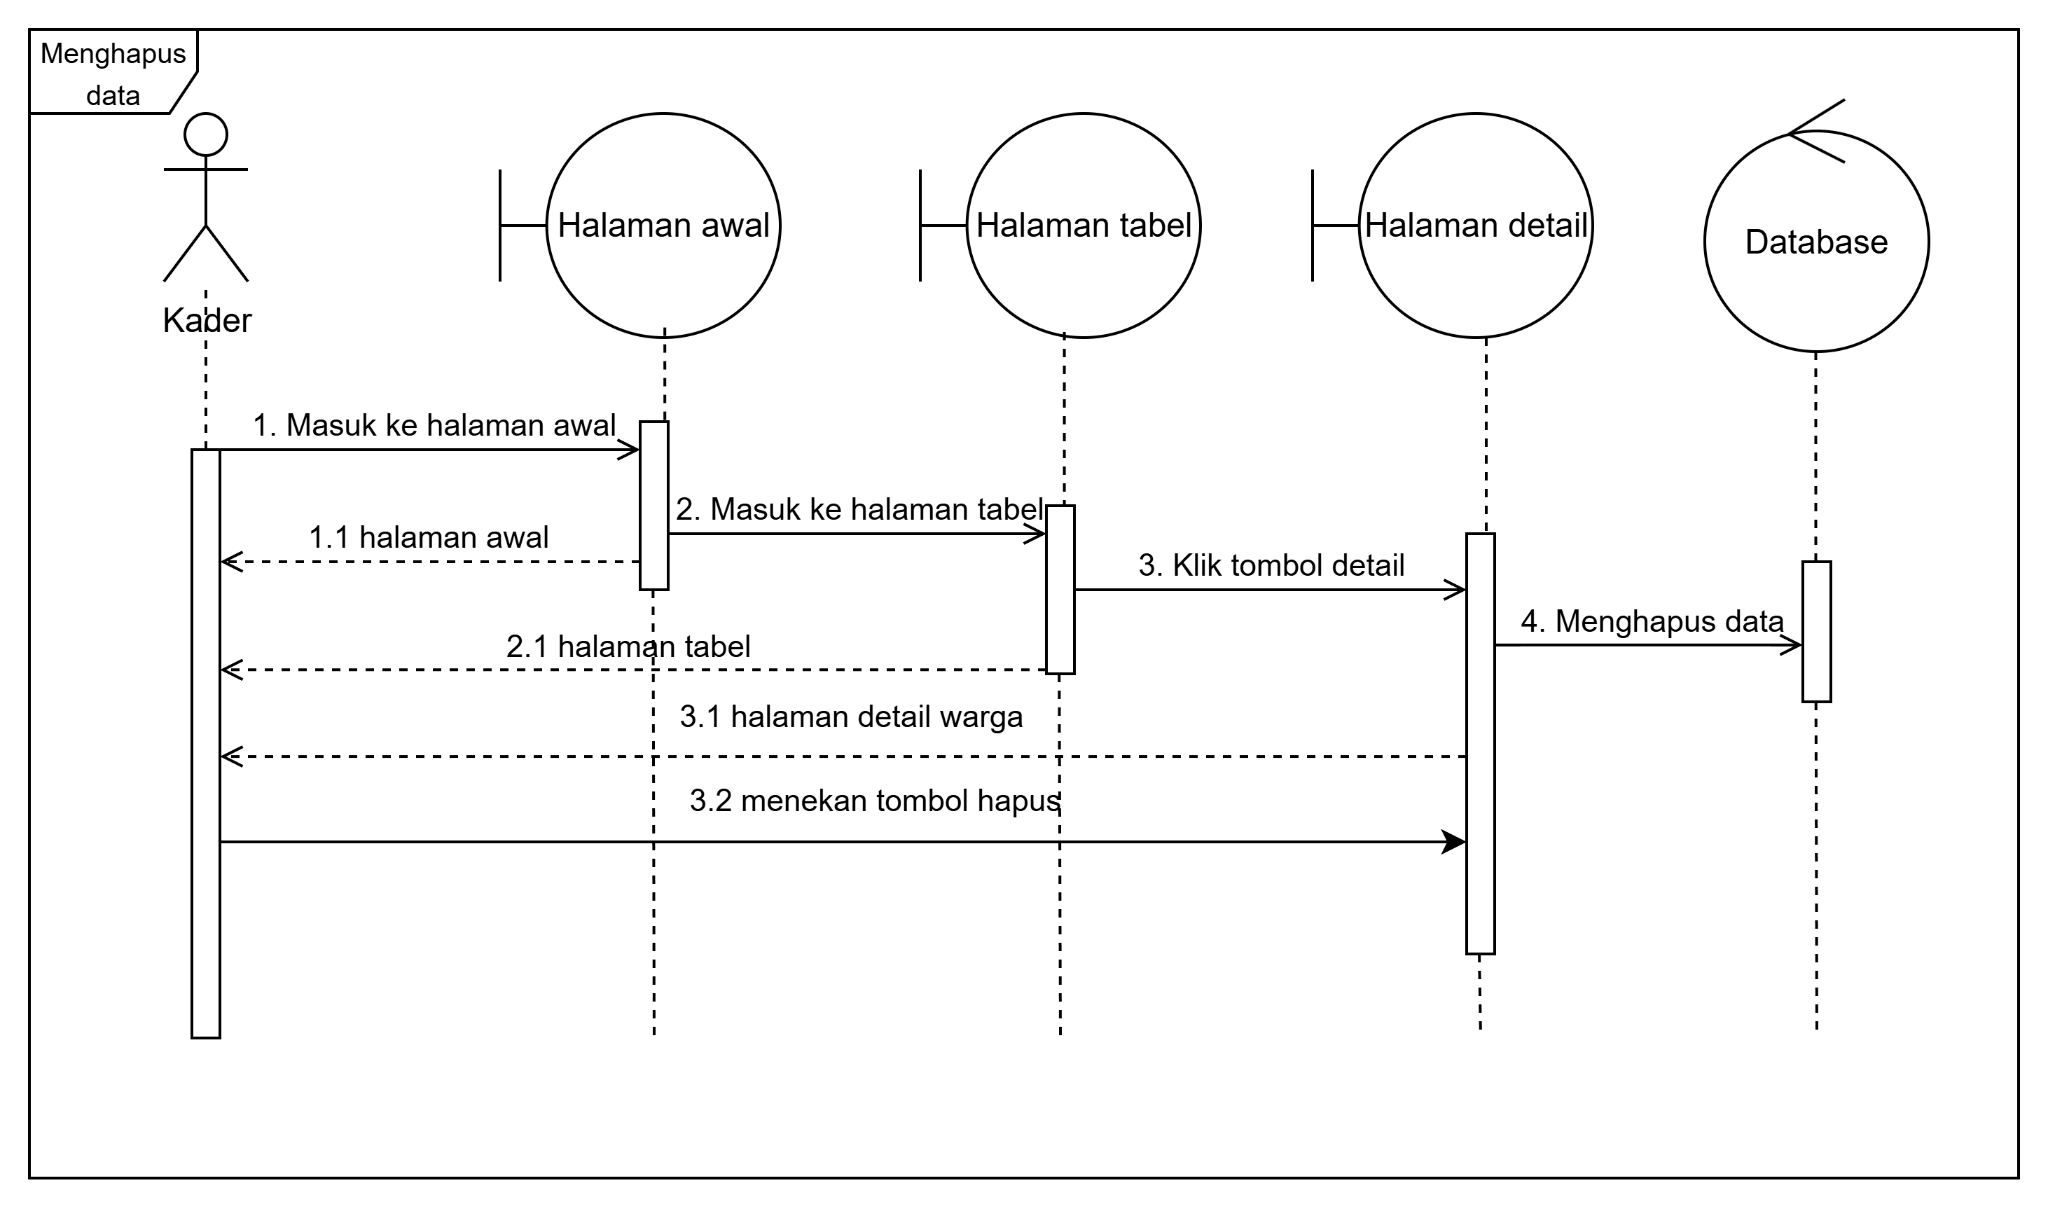 Menghapus
data
Kader
Halaman awal
Halaman tabel
Halaman detail
Database
1. Masuk ke halaman awal
2. Masuk ke halaman tabel
1.1 halaman awal
3. Klik tombol detail
4. Menghapus data
2.1 halaman tabel
3.1 halaman detail warga
3.2 menekan tombol hapus